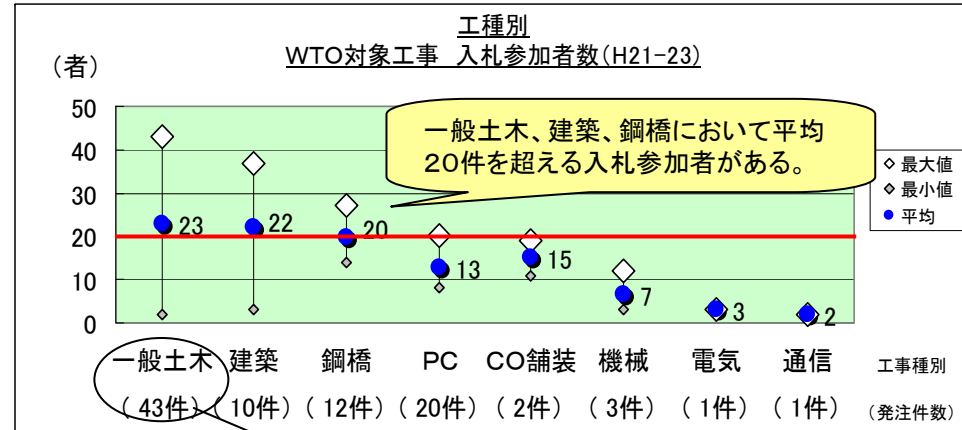 工種別
WTO対象工事　入札参加者数(H21-23)
（者）
一般土木、建築、鋼橋において平均
２０件を超える入札参加者がある。
50
40
30
20
10
0
◇ 最大値
◇ 最小値
● 平均
23
22
20
13
15
7
3
2
一般土木 建築 鋼橋 PC CO舗装 機械 電気 通信 工事種別
( 43件) ( 10件) ( 12件) ( 20件) ( 2件) ( 3件) ( 1件) ( 1件) (発注件数)